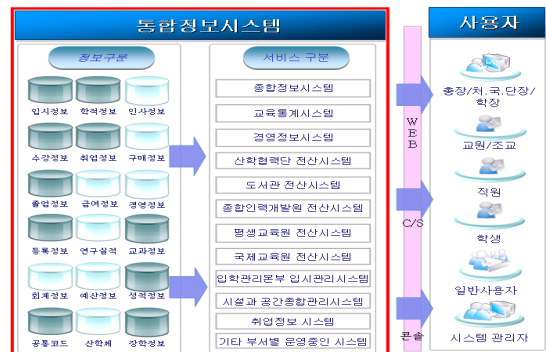 통합정보시스템
정보구분
입시정보 학적정보 인사정보
수강정보 취업정보 구매정보
졸업정보 급여정보 경영정보
등록정보 연구실적 교과정보
회계정보 예산정보 성적정보
공통코드 산학체 장학정보
서비스 구분
종합정보시스템
교육통계시스템
경영정보시스템
산학협력단 전산시스템
도서관 전산시스템
종합인력개발원 전산시스템
평생교육원 전산시스템
국제교육원 전산시스템
입학관리본부 입시관리시스템
시설과 공간종합관리시스템
취업정보 시스템
기타 부서별 운영중인 시스템
WEB
C/S
콘솔
사용자
총장/처.국.단장/
학장
교원/조교
직원
학생
일반사용자
시스템 관리자